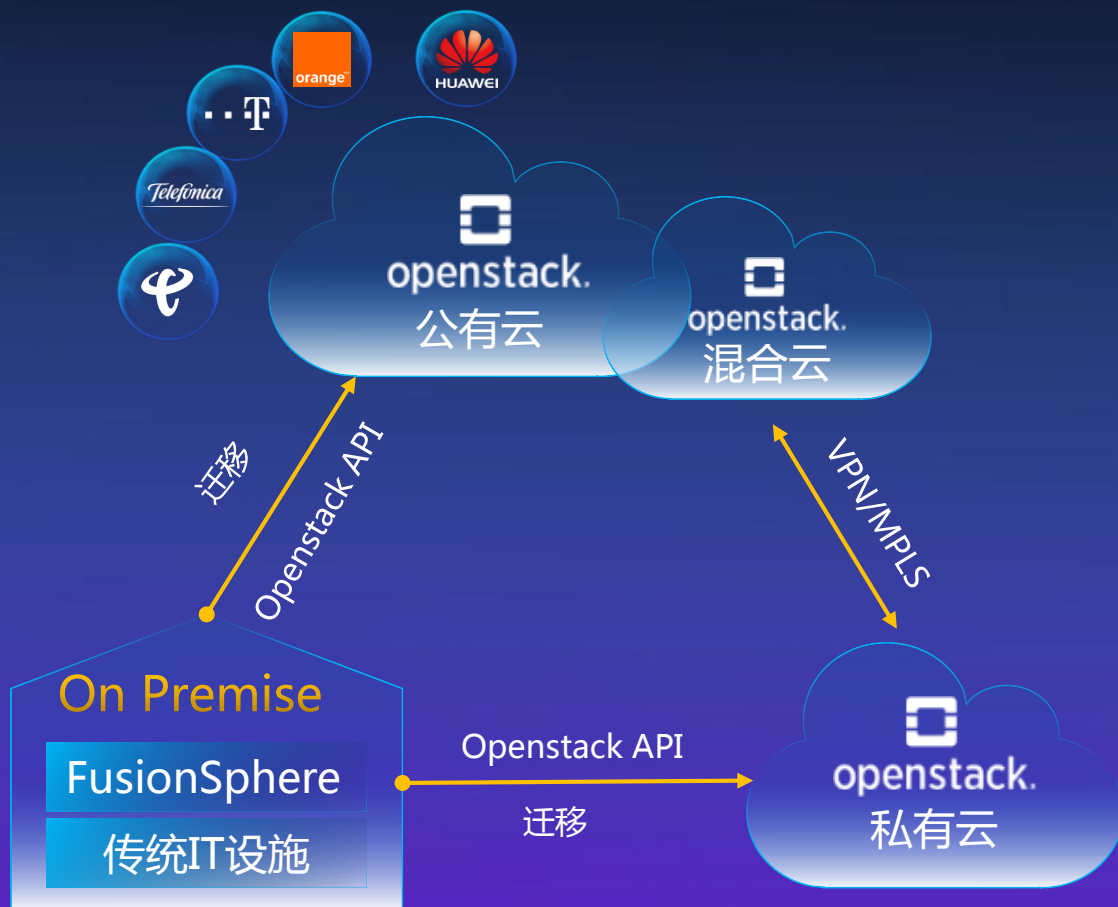 orange™
HUAWEI
T
Telefonica
openstack.
公有云
openstack.
混合云
迁移
Openstack API
VPN/MPLS
On Premise
FusionSphere
传统IT设施
Openstack API
迁移
openstack.
私有云